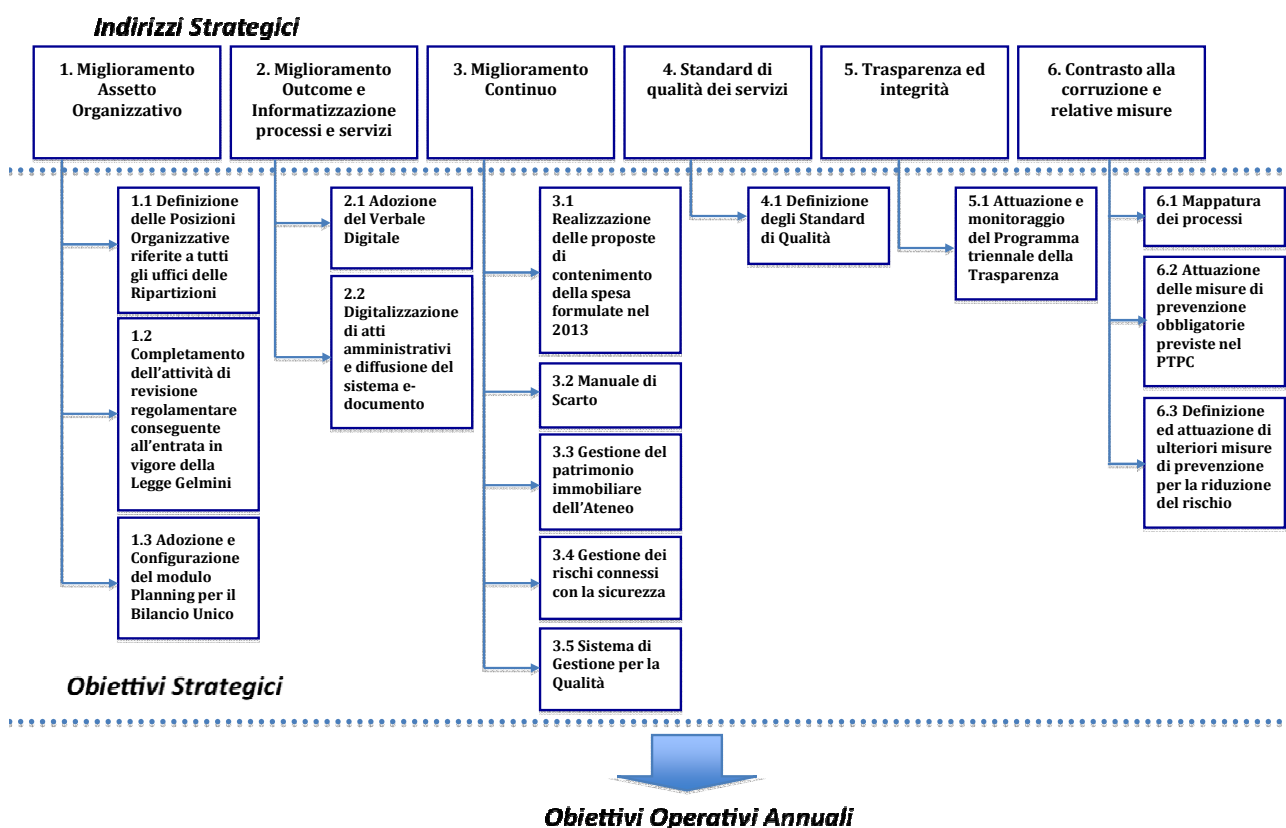 Indirizzi Strategici
1. Miglioramento
Assetto
Organizzativo
2. Miglioramento
Outcome e
Informatizzazione
processi e servizi
3. Miglioramento
Continuo
4. Standard di
qualità dei servizi
5. Trasparenza ed
integrità
6. Contrasto alla
corruzione e
relative misure
1.1 Definizione
delle Posizioni
Organizzative
riferite a tutti
gli uffici delle
Ripartizioni
1.2
Completamento
dell'attività di
revisione
regolamentare
conseguente
all'entrata in
vigore della
Legge Gelmini
1.3 Adozione e
Configurazione
del modulo
Planning per il
Bilancio Unico
2.1 Adozione
del Verbale
Digitale
2.2
Digitalizzazione
di atti
amministrativi
e diffusione del
sistema e-
documento
3.1
Realizzazione
delle proposte
di
contenimento
della spesa
formulate nel
2013
3.2 Manuale di
Scarto
3.3 Gestione del
patrimonio
immobiliare
dell'Ateneo
3.4 Gestione dei
rischi connessi
con la sicurezza
3.5 Sistema di
Gestione per la
Qualità
4.1 Definizione
degli Standard
di Qualità
5.1 Attuazione e
monitoraggio
del Programma
triennale della
Trasparenza
6.1 Mappatura
dei processi
6.2 Attuazione
delle misure di
prevenzione
obbligatorie
previste nel
PTPC
6.3 Definizione
ed attuazione di
ulteriori misure
di prevenzione
per la riduzione
del rischio
Obiettivi Strategici
Obiettivi Operativi Annuali